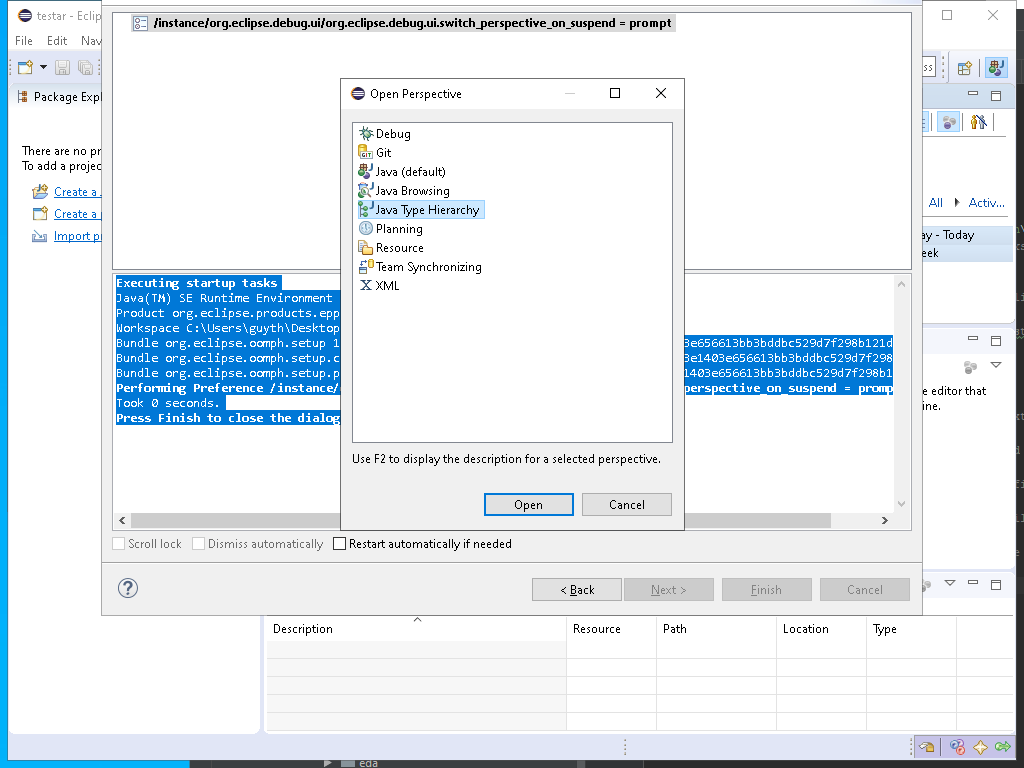 testar - Eclip
File Edit Nav
Package Expl
There are no pr
To add a projec
Create a
Create a
Import pr
/instance/org.eclipse.debug.ui/org.eclipse.debug.ui.switch_perspective_on_suspend = prompt
Executing startup tasks
Java(TM) SE Runtime Environment
Product org.eclipse.products.epp
Workspace C:\Users\guyth\Desktop
Bundle org.eclipse.oomph.setup 1 3e656613bb3bddbc529d7f298b121d
Bundle org.eclipse.oomph.setup.c 3e1403e656613bb3bddbc529d7f298
Bundle org.eclipse.oomph.setup.p 1403e656613bb3bddbc529d7f298b1
Performing Preference /instance/ perspective_on_suspend = promp
Took 0 seconds.
Press Finish to close the dialog
Open Perspective
Debug
Git
Java (default)
Java Browsing
Java Type Hierarchy
Planning
Resource
Team Synchronizing
XML
Use F2 to display the description for a selected perspective.
Open Cancel
Scroll lock Dismiss automatically Restart automatically if needed
< Back Next > Finish Cancel
ss
All Activ...
ay - Today
eek
e editor that
ine.
Description Resource Path Location Type
eda